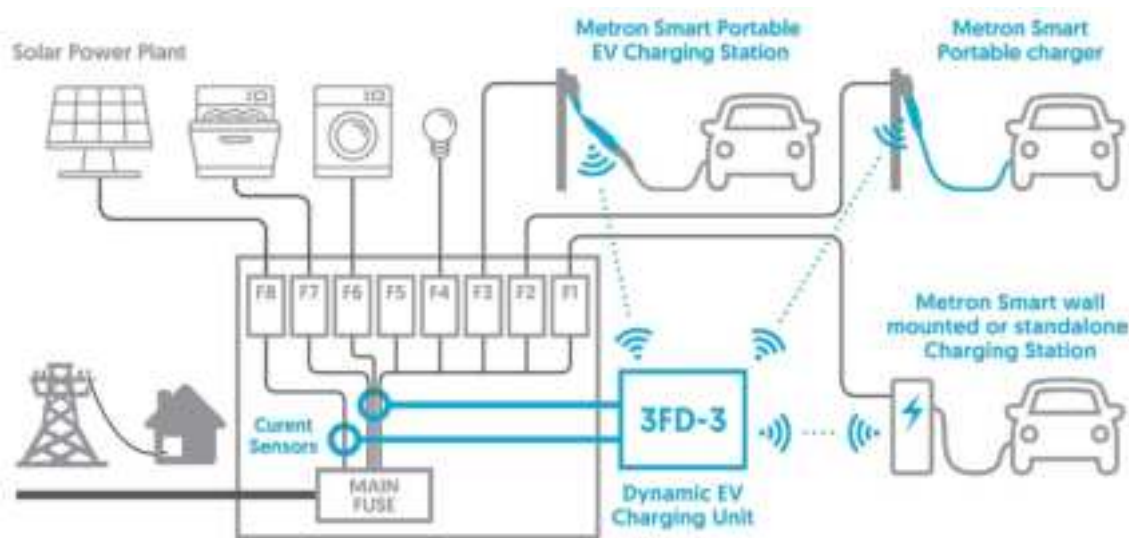 Solar Power Plant
Metron Smart Portable
EV Charging Station
Metron Smart
Portable charger
F8
F7
F6
F5
F4
F3
F2
F1
Metron Smart wall
mounted or standalone
Charging Station
Curent
Sensors
3FD-3
MAIN
FUSE
Dynamic EV
Charging Unit